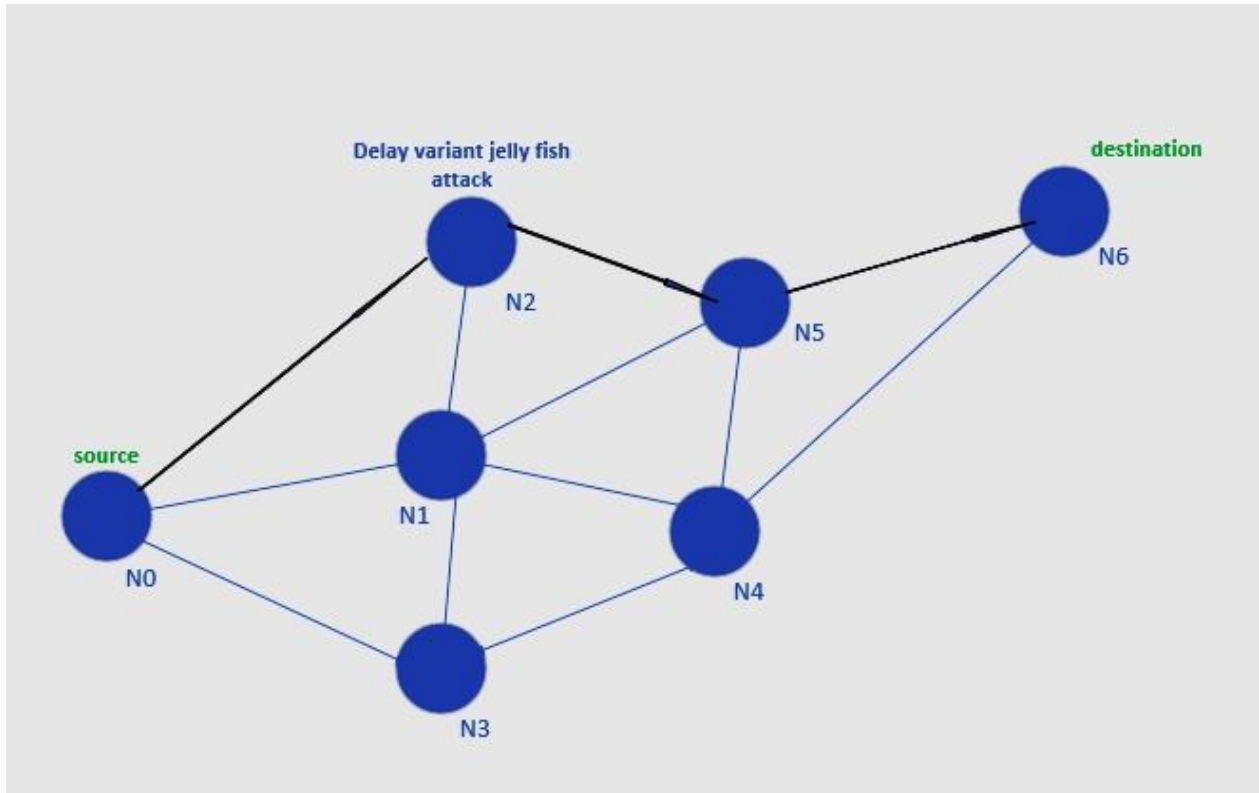 Delay variant jelly fish
attack
destination
N6
N2
N5
source
N1
N0
N4
N3